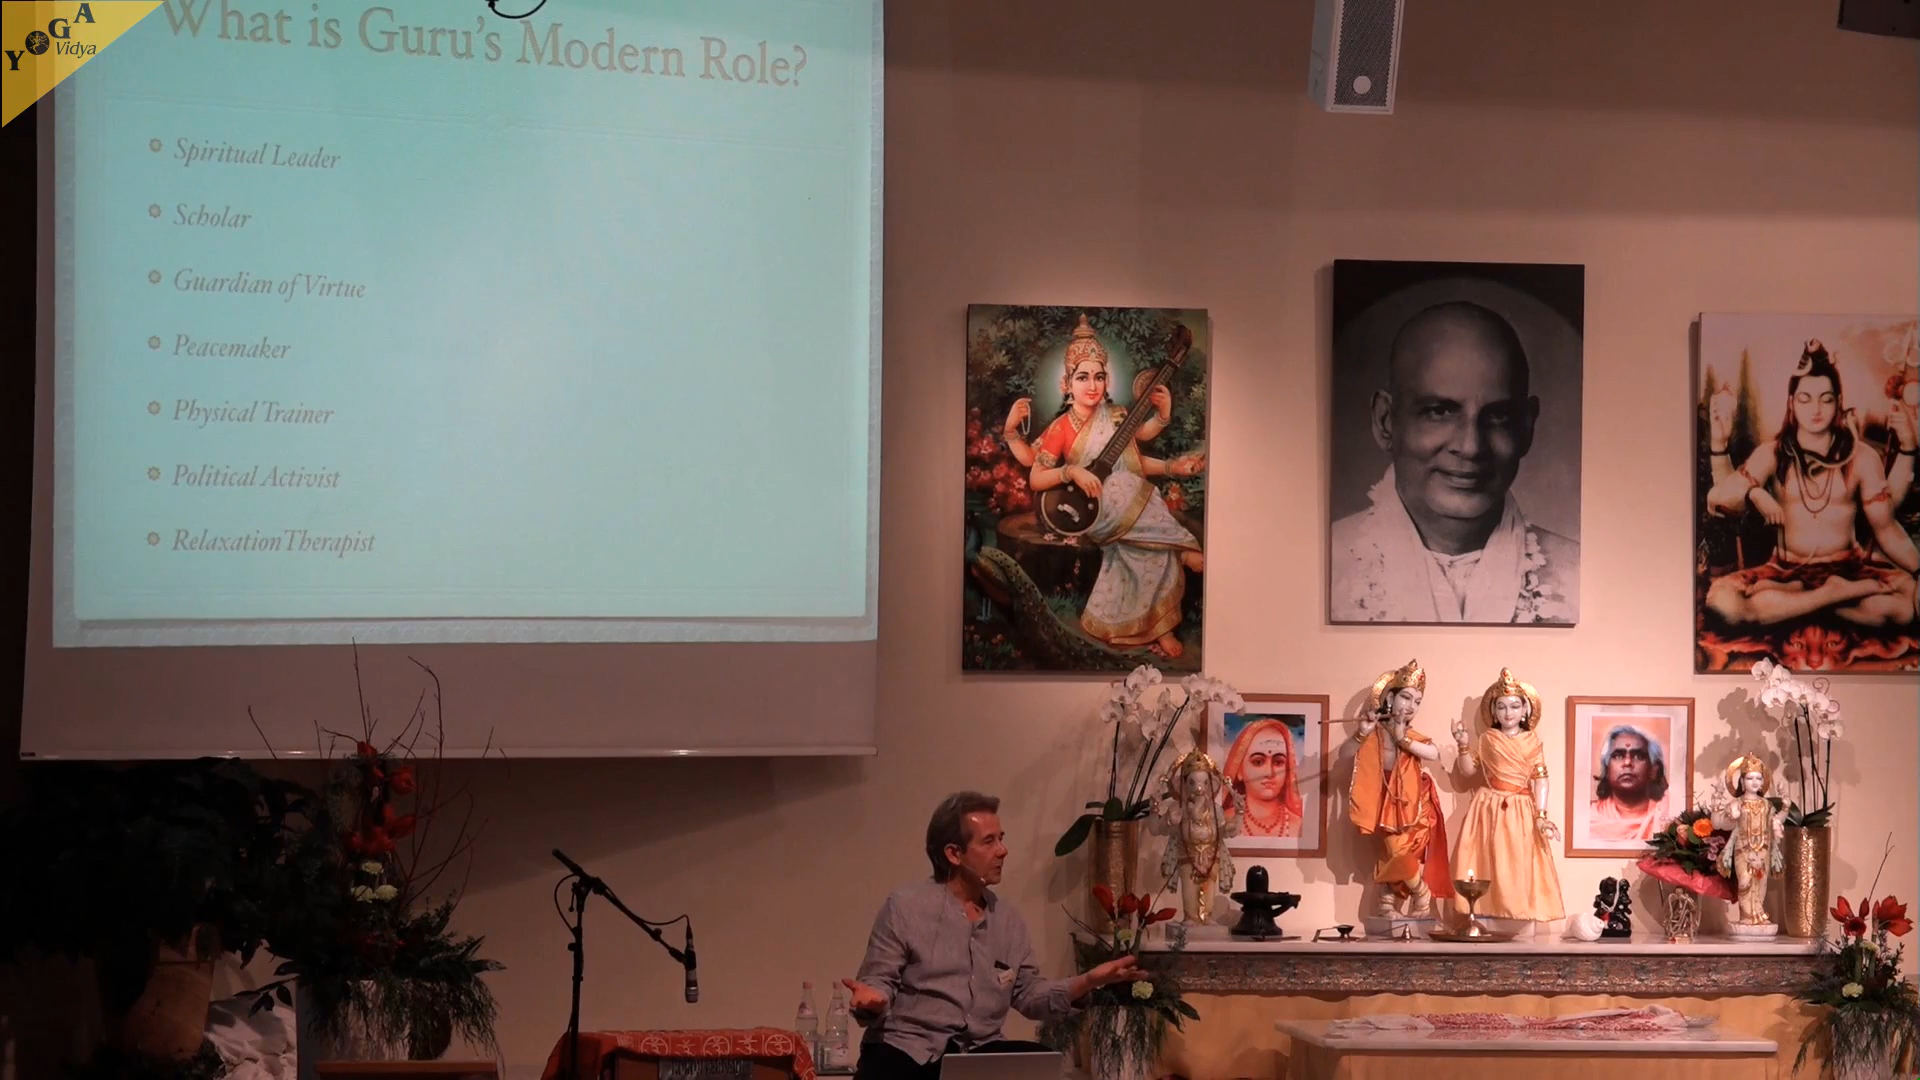 YOGA
Vidya
What is Guru's Modern Role?
Spiritual Leader
Scholar
Guardian of Virtue
Peacemaker
Physical Trainer
Political Activist
Relaxation Therapist